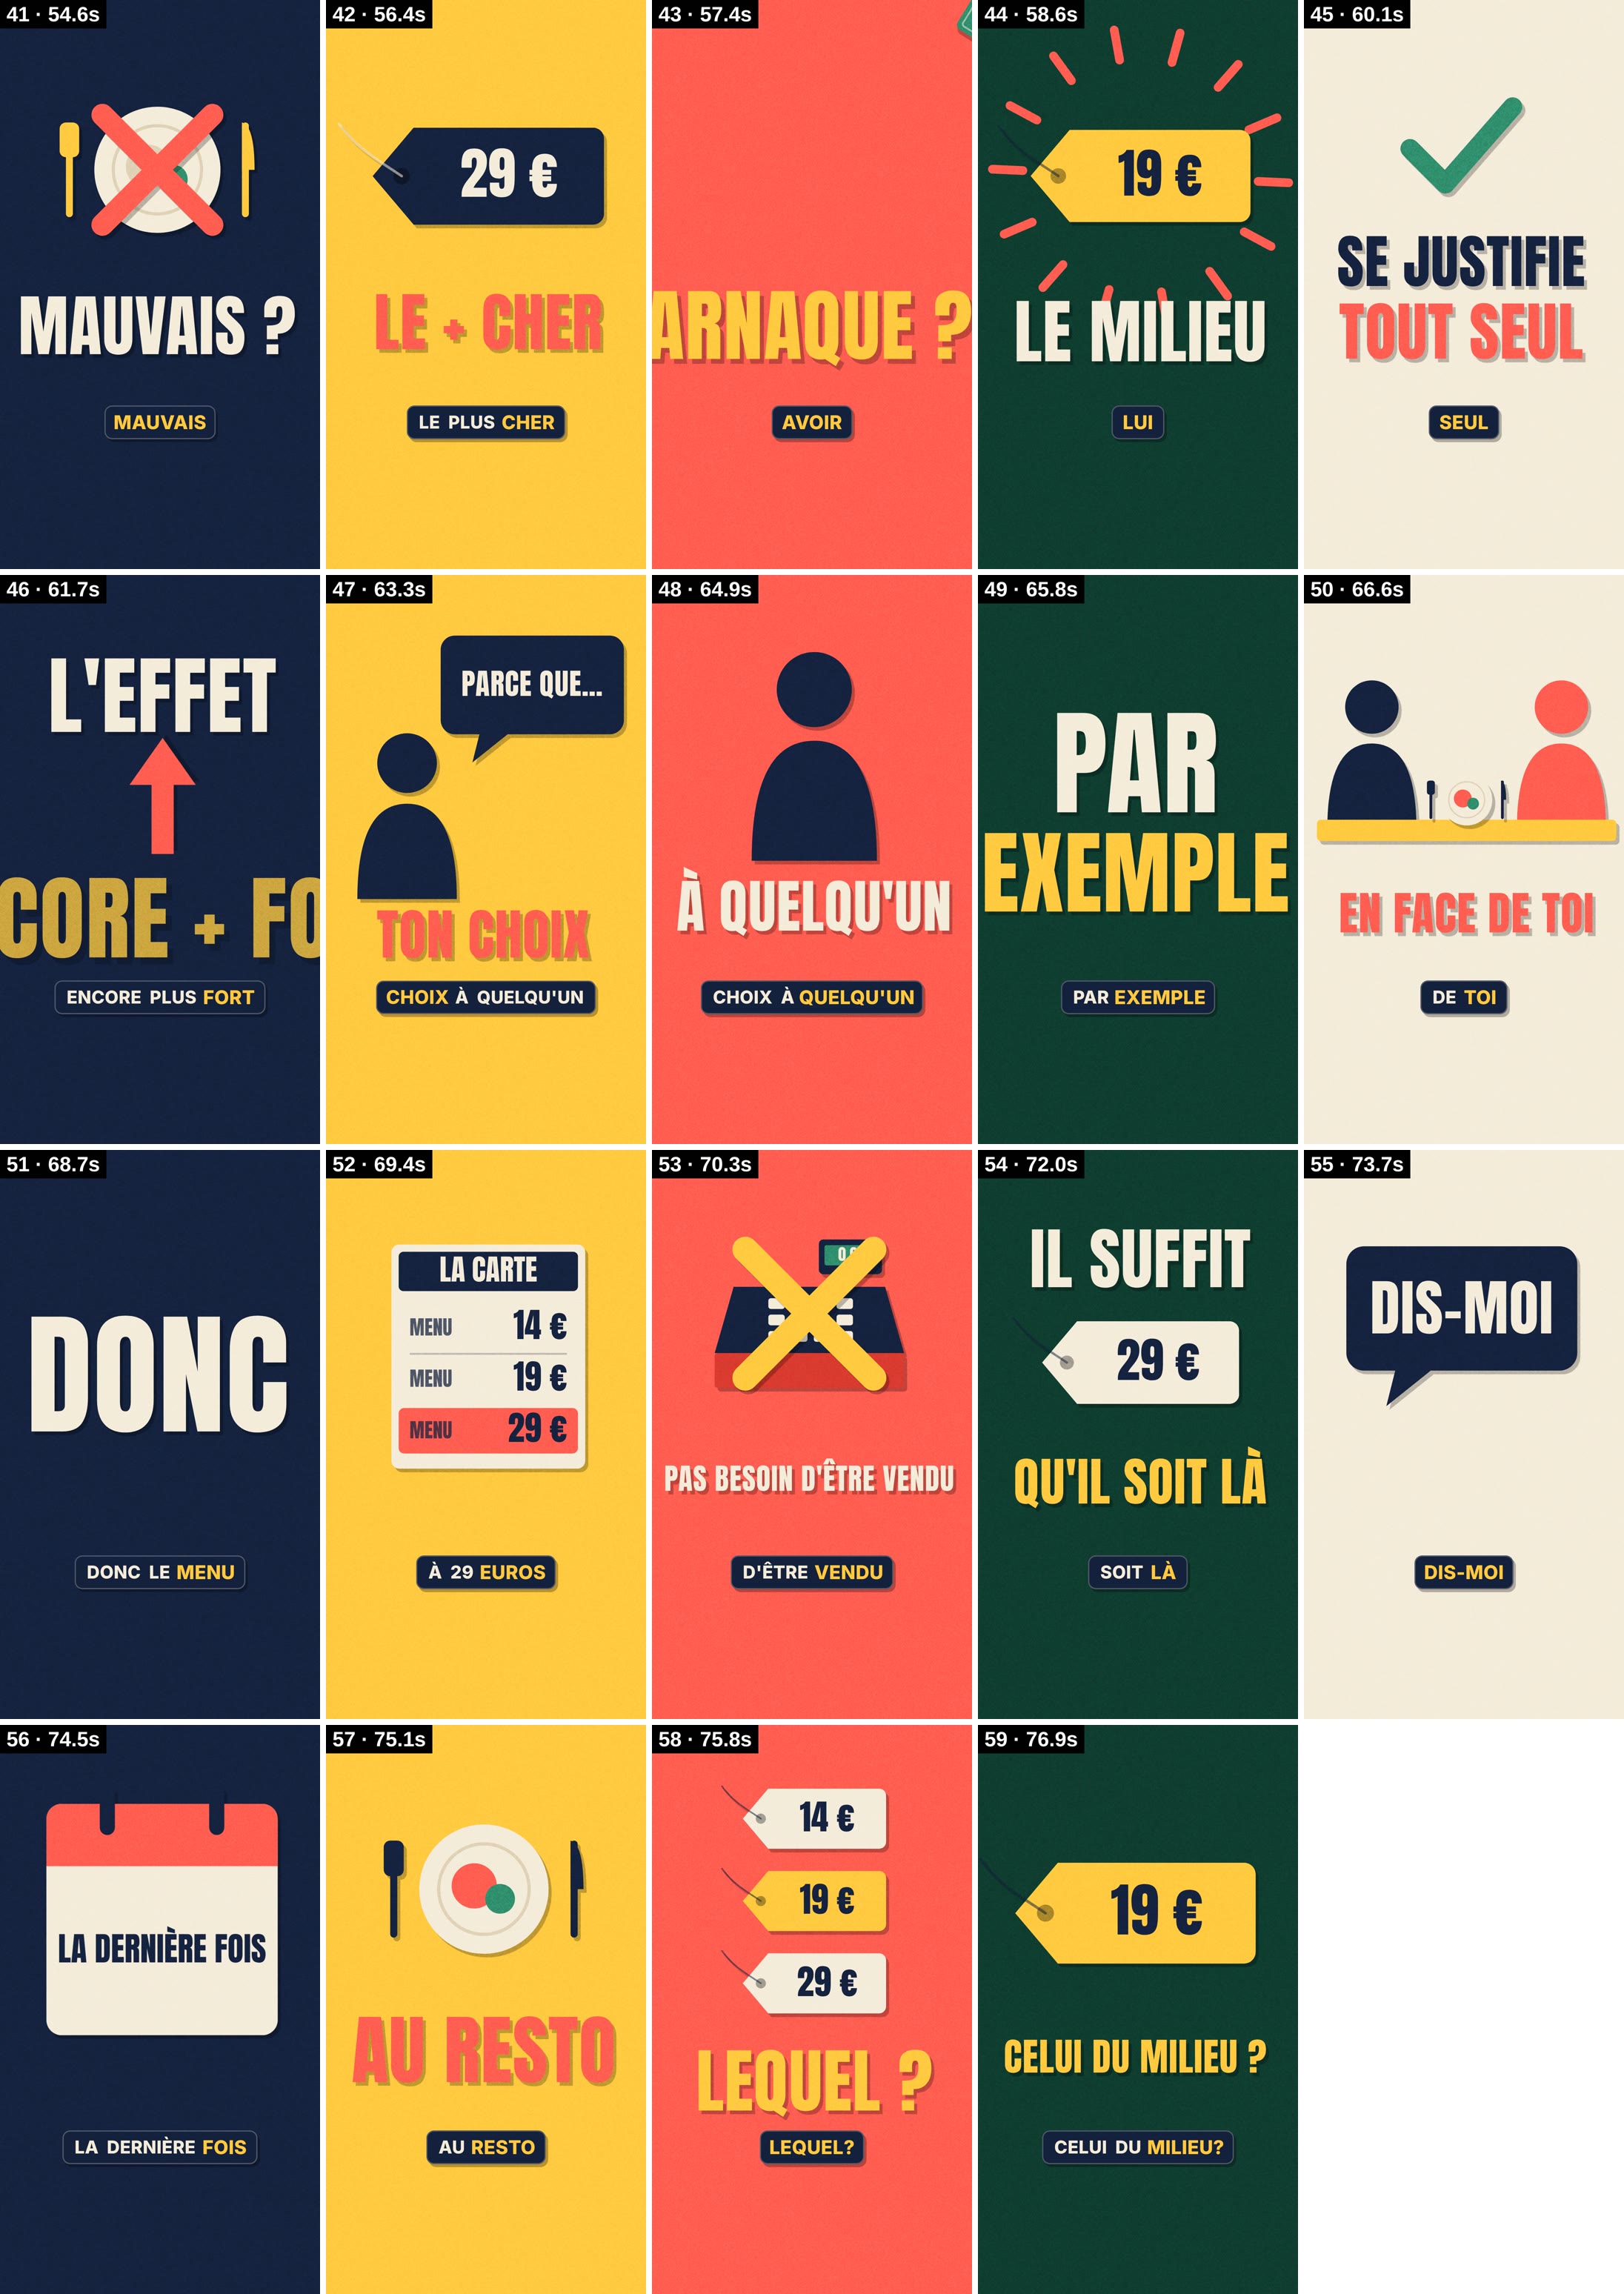 41 · 54.6s
MAUVAIS ?
MAUVAIS
42 · 56.4s
29 €
LE + CHER
LE PLUS CHER
43 · 57.4s
ARNAQUE ?
AVOIR
44 · 58.6s
19 €
LE MILIEU
LUI
45 · 60.1s
SE JUSTIFIE
TOUT SEUL
SEUL
46 · 61.7s
L'EFFET
CORE + FO
ENCORE PLUS FORT
47 · 63.3s
PARCE QUE...
TON CHOIX
CHOIX À QUELQU'UN
48 · 64.9s
À QUELQU'UN
CHOIX À QUELQU'UN
49 · 65.8s
PAR
EXEMPLE
PAR EXEMPLE
50 · 66.6s
EN FACE DE TOI
DE TOI
51 · 68.7s
DONC
DONC LE MENU
52 · 69.4s
LA CARTE
MENU 14 €
MENU 19 €
MENU 29 €
À 29 EUROS
53 · 70.3s
PAS BESOIN D'ÊTRE VENDU
D'ÊTRE VENDU
54 · 72.0s
IL SUFFIT
29 €
QU'IL SOIT LÀ
SOIT LÀ
55 · 73.7s
DIS-MOI
DIS-MOI
56 · 74.5s
LA DERNIÈRE FOIS
LA DERNIÈRE FOIS
57 · 75.1s
AU RESTO
AU RESTO
58 · 75.8s
14 €
19 €
29 €
LEQUEL ?
LEQUEL?
59 · 76.9s
19 €
CELUI DU MILIEU ?
CELUI DU MILIEU?